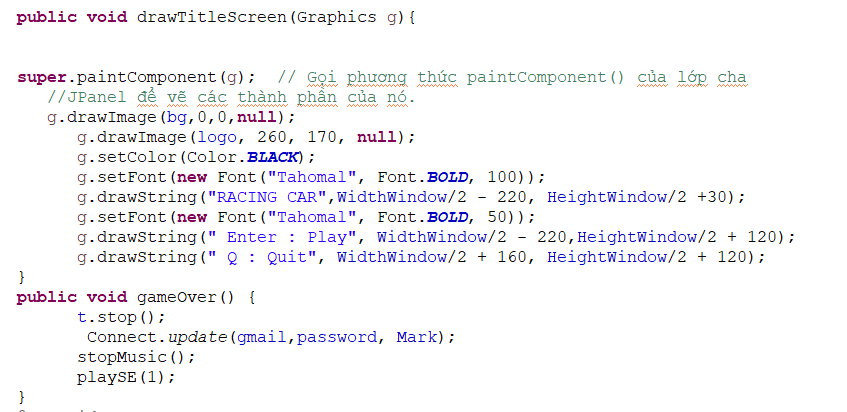 public void drawTitleScreen(Graphics g){
super.paintComponent(g);  // Gọi phương thức paintComponent() của lớp cha
//JPanel để vẽ các thành phần của nó.
g.drawImage(bg,0,0,null);
g.drawImage(logo, 260, 170, null);
g.setColor(Color.BLACK);
g.setFont(new Font("Tahomal", Font.BOLD, 100));
g.drawString("RACING CAR",WidthWindow/2 - 220, HeightWindow/2 +30);
g.setFont(new Font("Tahomal", Font.BOLD, 50));
g.drawString(" Enter : Play", WidthWindow/2 - 220,HeightWindow/2 + 120);
g.drawString(" Q : Quit", WidthWindow/2 + 160, HeightWindow/2 + 120);
}
public void gameOver() {
t.stop();
Connect.update(gmail,password, Mark);
stopMusic();
playSE(1);
}